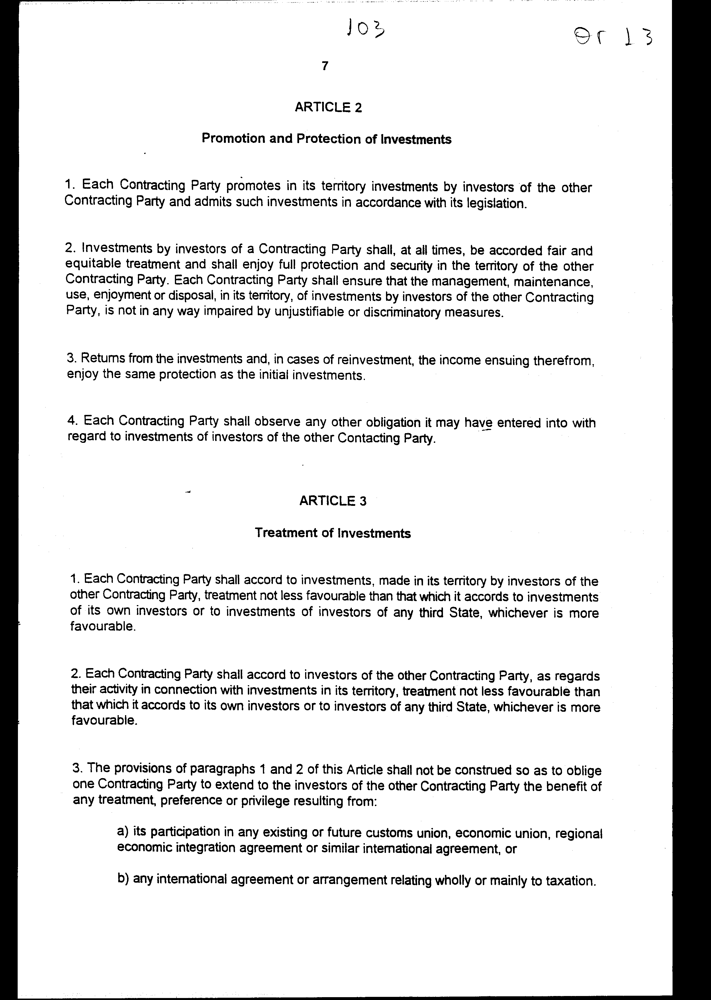 103
Or 13
7
ARTICLE 2
Promotion and Protection of Investments
1. Each Contracting Party promotes in its territory investments by investors of the other
Contracting Party and admits such investments in accordance with its legislation.
2. Investments by investors of a Contracting Party shall, at all times, be accorded fair and
equitable treatment and shall enjoy full protection and security in the territory of the other
Contracting Party. Each Contracting Party shall ensure that the management, maintenance,
use, enjoyment or disposal, in its territory, of investments by investors of the other Contracting
Party, is not in any way impaired by unjustifiable or discriminatory measures.
3. Returns from the investments and, in cases of reinvestment, the income ensuing therefrom,
enjoy the same protection as the initial investments.
4. Each Contracting Party shall observe any other obligation it may have entered into with
regard to investments of investors of the other Contacting Party.
ARTICLE 3
Treatment of Investments
1. Each Contracting Party shall accord to investments, made in its territory by investors of the
other Contracting Party, treatment not less favourable than that which it accords to investments
of its own investors or to investments of investors of any third State, whichever is more
favourable.
2. Each Contracting Party shall accord to investors of the other Contracting Party, as regards
their activity in connection with investments in its territory, treatment not less favourable than
that which it accords to its own investors or to investors of any third State, whichever is more
favourable.
3. The provisions of paragraphs 1 and 2 of this Article shall not be construed so as to oblige
one Contracting Party to extend to the investors of the other Contracting Party the benefit of
any treatment, preference or privilege resulting from:
a) its participation in any existing or future customs union, economic union, regional
economic integration agreement or similar international agreement, or
b) any international agreement or arrangement relating wholly or mainly to taxation.